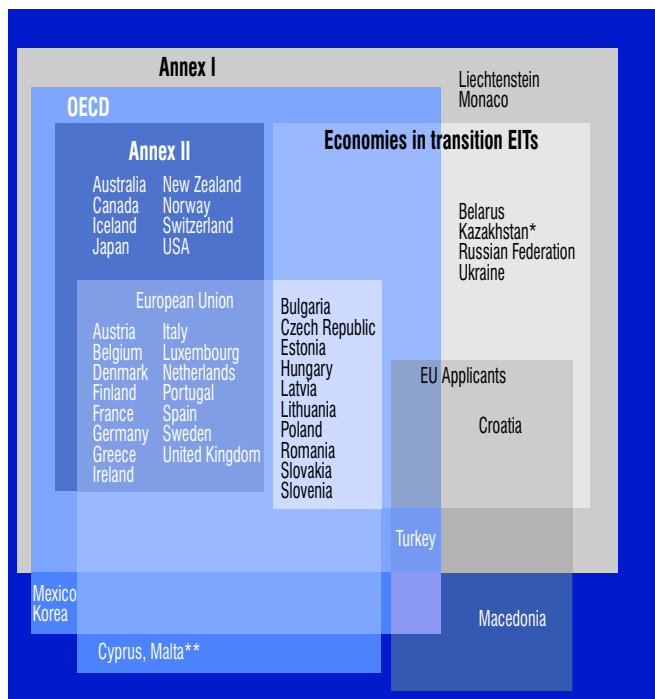 Annex I
Liechtenstein
Monaco
OECD
Annex II
Economies in transition EITs
Australia New Zealand
Canada Norway
Iceland Switzerland
Japan USA
Belarus
Kazakhstan*
Russian Federation
Ukraine
European Union
Austria Italy
Belgium Luxembourg
Denmark Netherlands
Finland Portugal
France Spain
Germany Sweden
Greece United Kingdom
Ireland
Bulgaria
Czech Republic
Estonia
Hungary
Latvia
Lithuania
Poland
Romania
Slovakia
Slovenia
EU Applicants
Croatia
Turkey
Mexico
Korea
Macedonia
Cyprus, Malta**